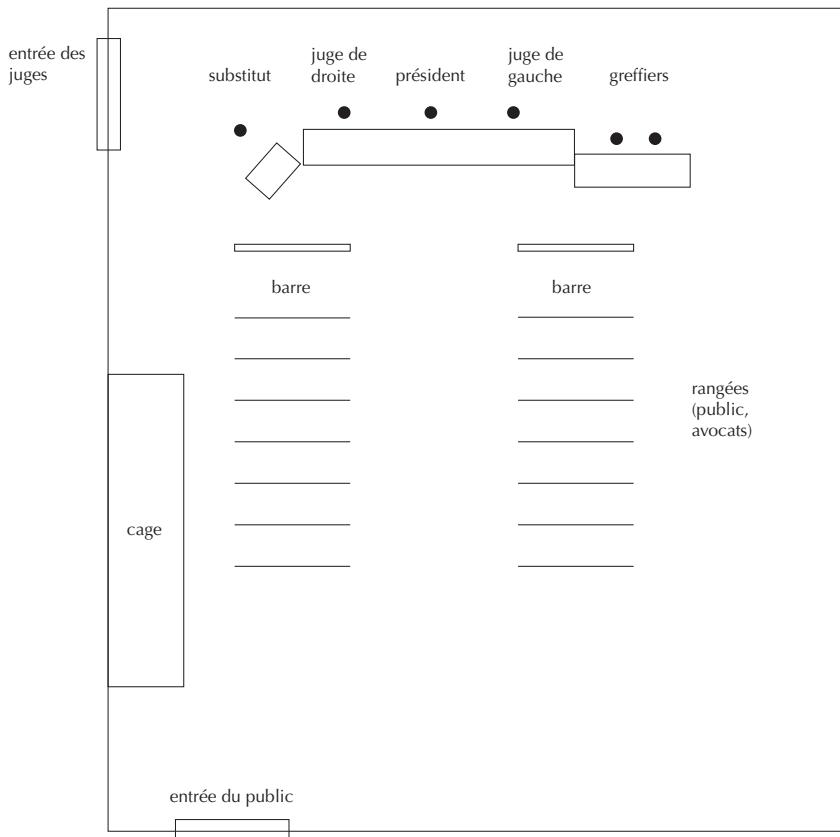 entrée des
juges
substitut
juge de
droite
président
juge de
gauche
greffiers
barre
barre
rangées
(public,
avocats)
cage
entrée du public